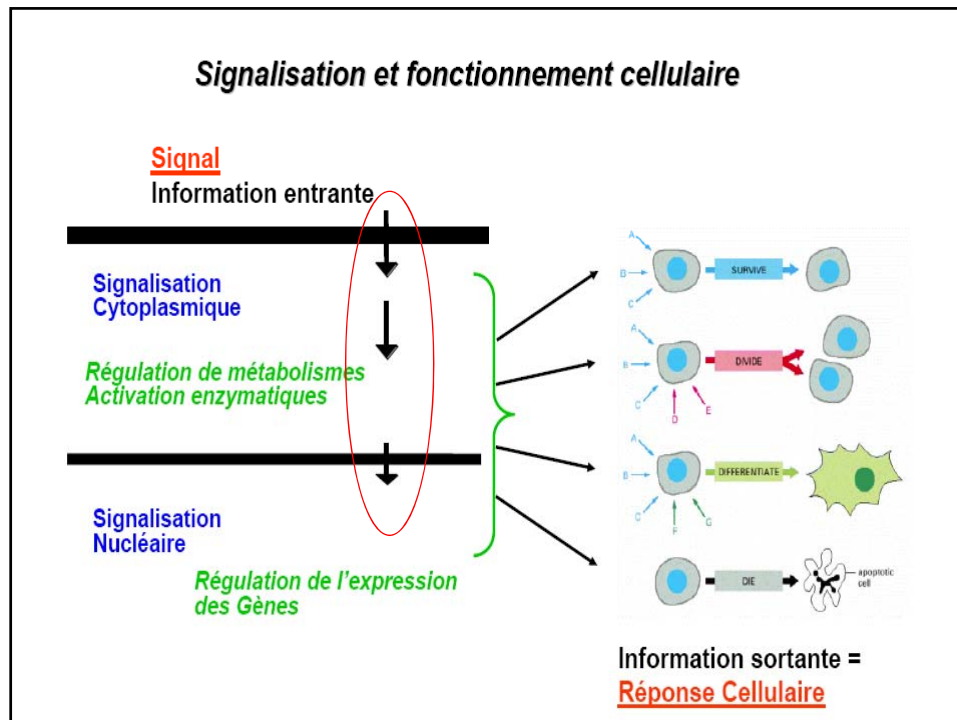 Signalisation et fonctionnement cellulaire
Signal
Information entrante
Signalisation
Cytoplasmique
Régulation de métabolismes
Activation enzymatiques
Signalisation
Nucléaire
Régulation de l'expression
des Gènes
A
B
C
SURVIVE
A
B
C
D
E
DIVIDE
A
B
C
F
G
DIFFERENTIATE
DIE
apoptotic
cell
Information sortante =
Réponse Cellulaire